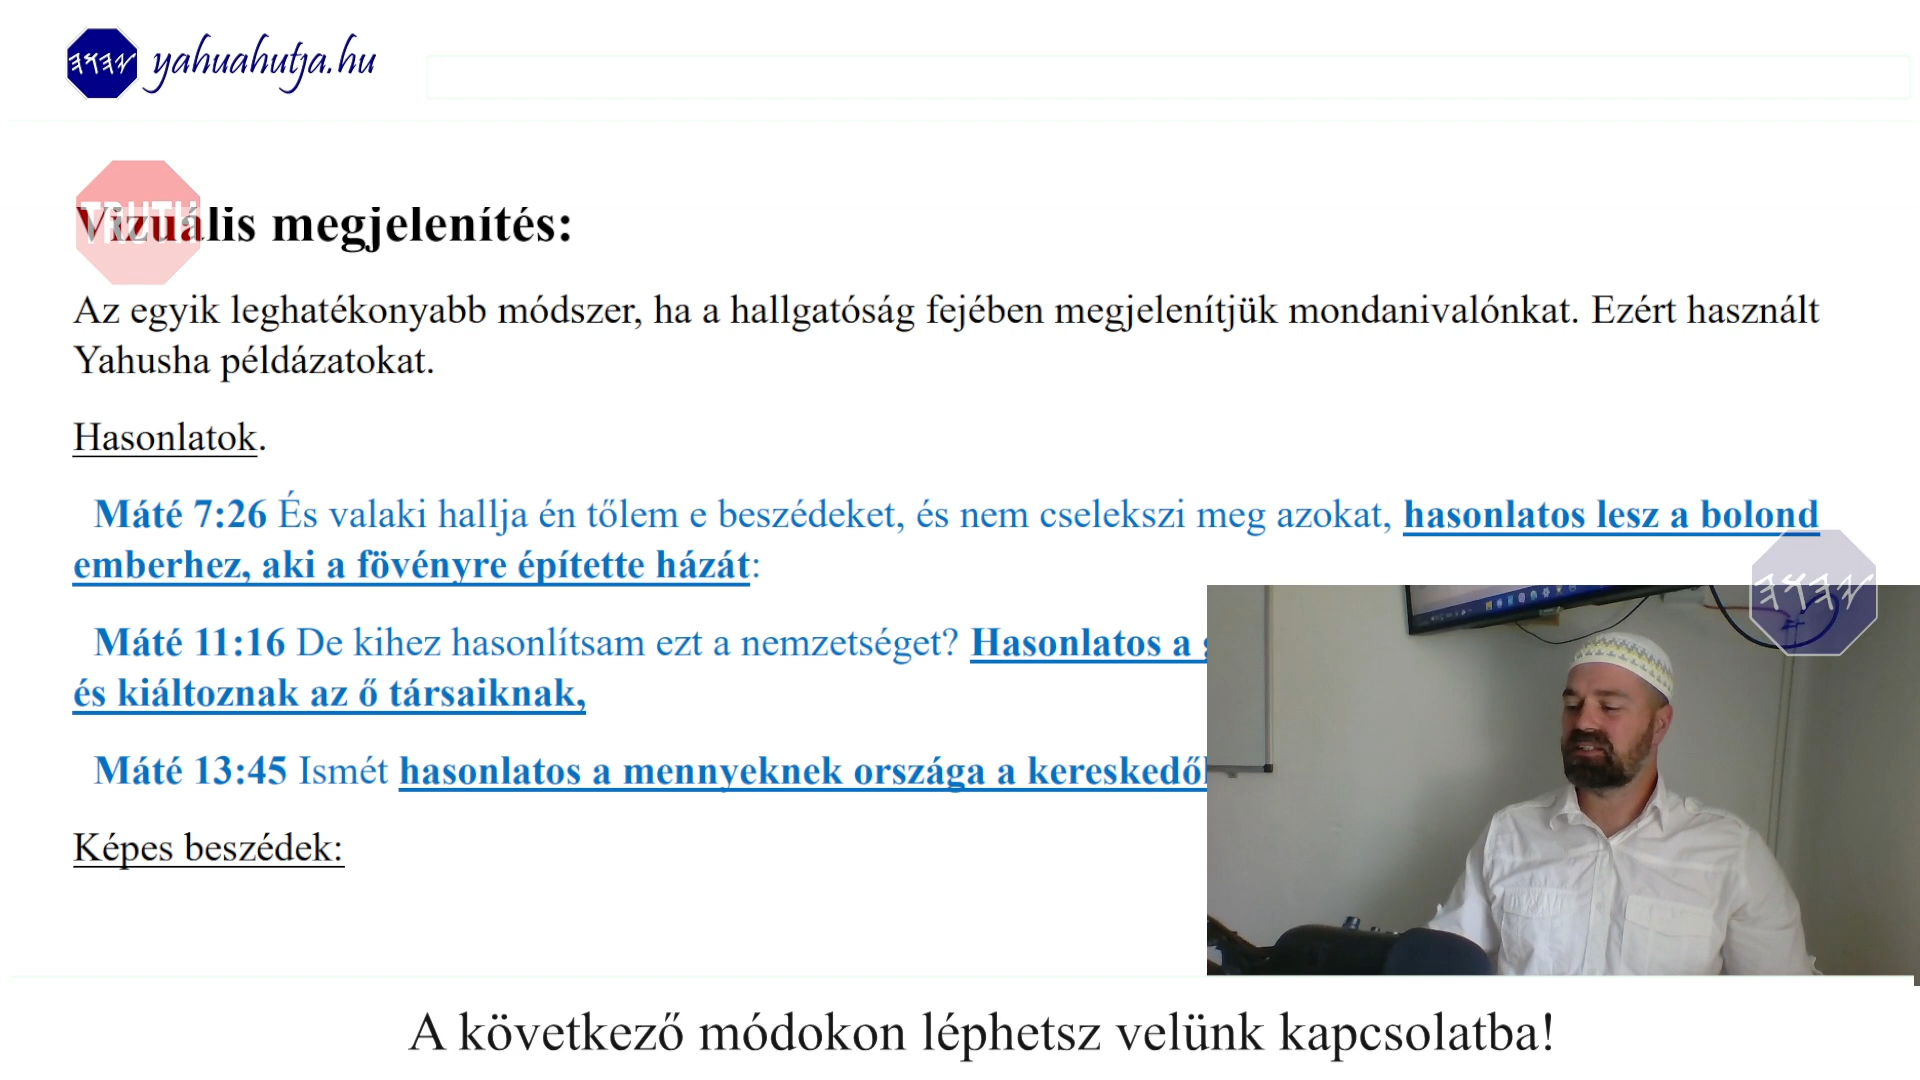 yahuahutja.hu
TRUTH
Vizuális megjelenítés:
Az egyik leghatékonyabb módszer, ha a hallgatóság fejében megjelenítjük mondanivalónkat. Ezért használt
Yahusha példázatokat.
Hasonlatok.
Máté 7:26 És valaki hallja én tőlem e beszédeket, és nem cselekszi meg azokat, hasonlatos lesz a bolond
emberhez, aki a fövényre építette házát:
Máté 11:16 De kihez hasonlítsam ezt a nemzetséget? Hasonlatos a
és kiáltoznak az ő társaiknak,
Máté 13:45 Ismét hasonlatos a mennyeknek országa a
Képes beszédek:
A következő módokon léphetsz velünk kapcsolatba!